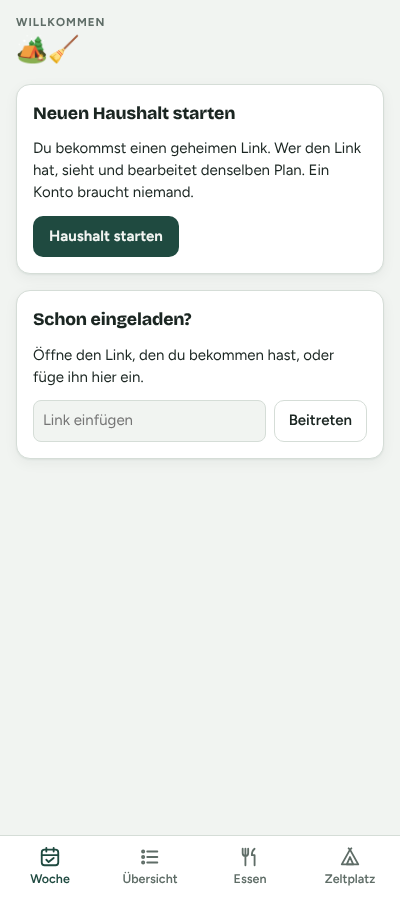 WILLKOMMEN
🏕️🧹
Neuen Haushalt starten
Du bekommst einen geheimen Link. Wer den Link
hat, sieht und bearbeitet denselben Plan. Ein
Konto braucht niemand.
Haushalt starten
Schon eingeladen?
Öffne den Link, den du bekommen hast, oder
füge ihn hier ein.
Link einfügen
Beitreten
Woche
Übersicht
Essen
Zeltplatz